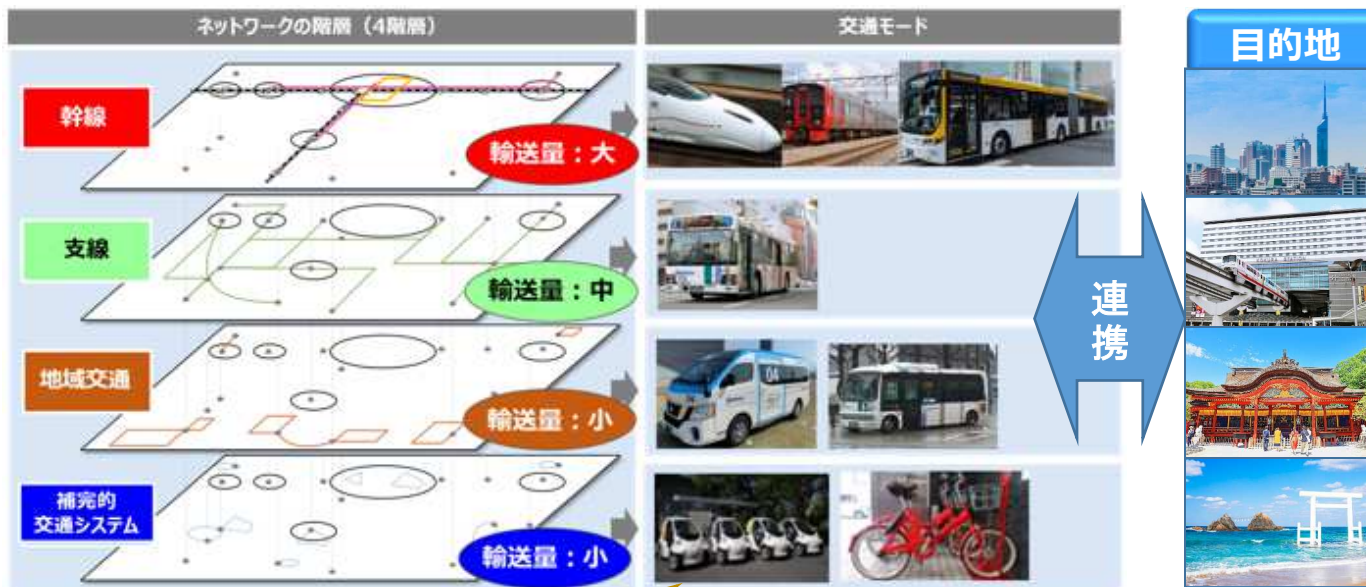 ネットワークの階層（4階層）
交通モード
目的地
幹線
輸送量：大
支線
輸送量：中
連
携
地域交通
輸送量：小
04
補完的
交通システム
輸送量：小